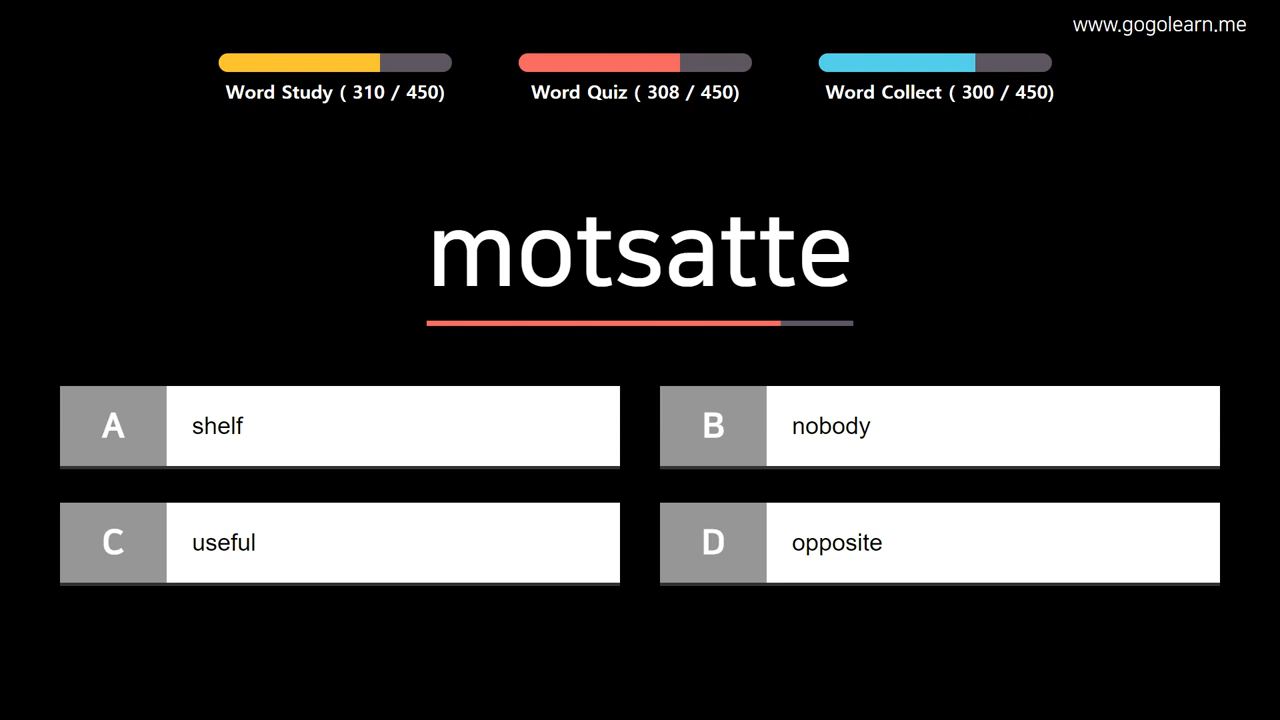 www.gogolearn.me
Word Study ( 310 / 450)
Word Quiz ( 308 / 450)
Word Collect ( 300 / 450)
motsatte
A shelf
B nobody
C useful
D opposite